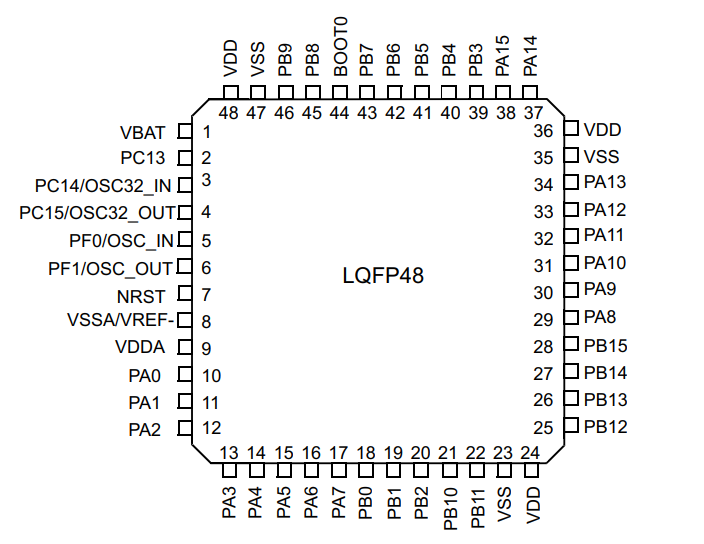 VDD VSS PB9 PB8 BOOT0 PB7 PB6 PB5 PB4 PB3 PA15 PA14
48 47 46 45 44 43 42 41 40 39 38 37
VBAT 1 36 VDD
PC13 2 35 VSS
PC14/OSC32_IN 3 34 PA13
PC15/OSC32_OUT 4 33 PA12
PF0/OSC_IN 5 32 PA11
PF1/OSC_OUT 6 31 PA10
LQFP48
NRST 7 30 PA9
VSSA/VREF- 8 29 PA8
VDDA 9 28 PB15
PA0 10 27 PB14
PA1 11 26 PB13
PA2 12 25 PB12
13 14 15 16 17 18 19 20 21 22 23 24
PA3 PA4 PA5 PA6 PA7 PB0 PB1 PB2 PB10 PB11 VSS VDD